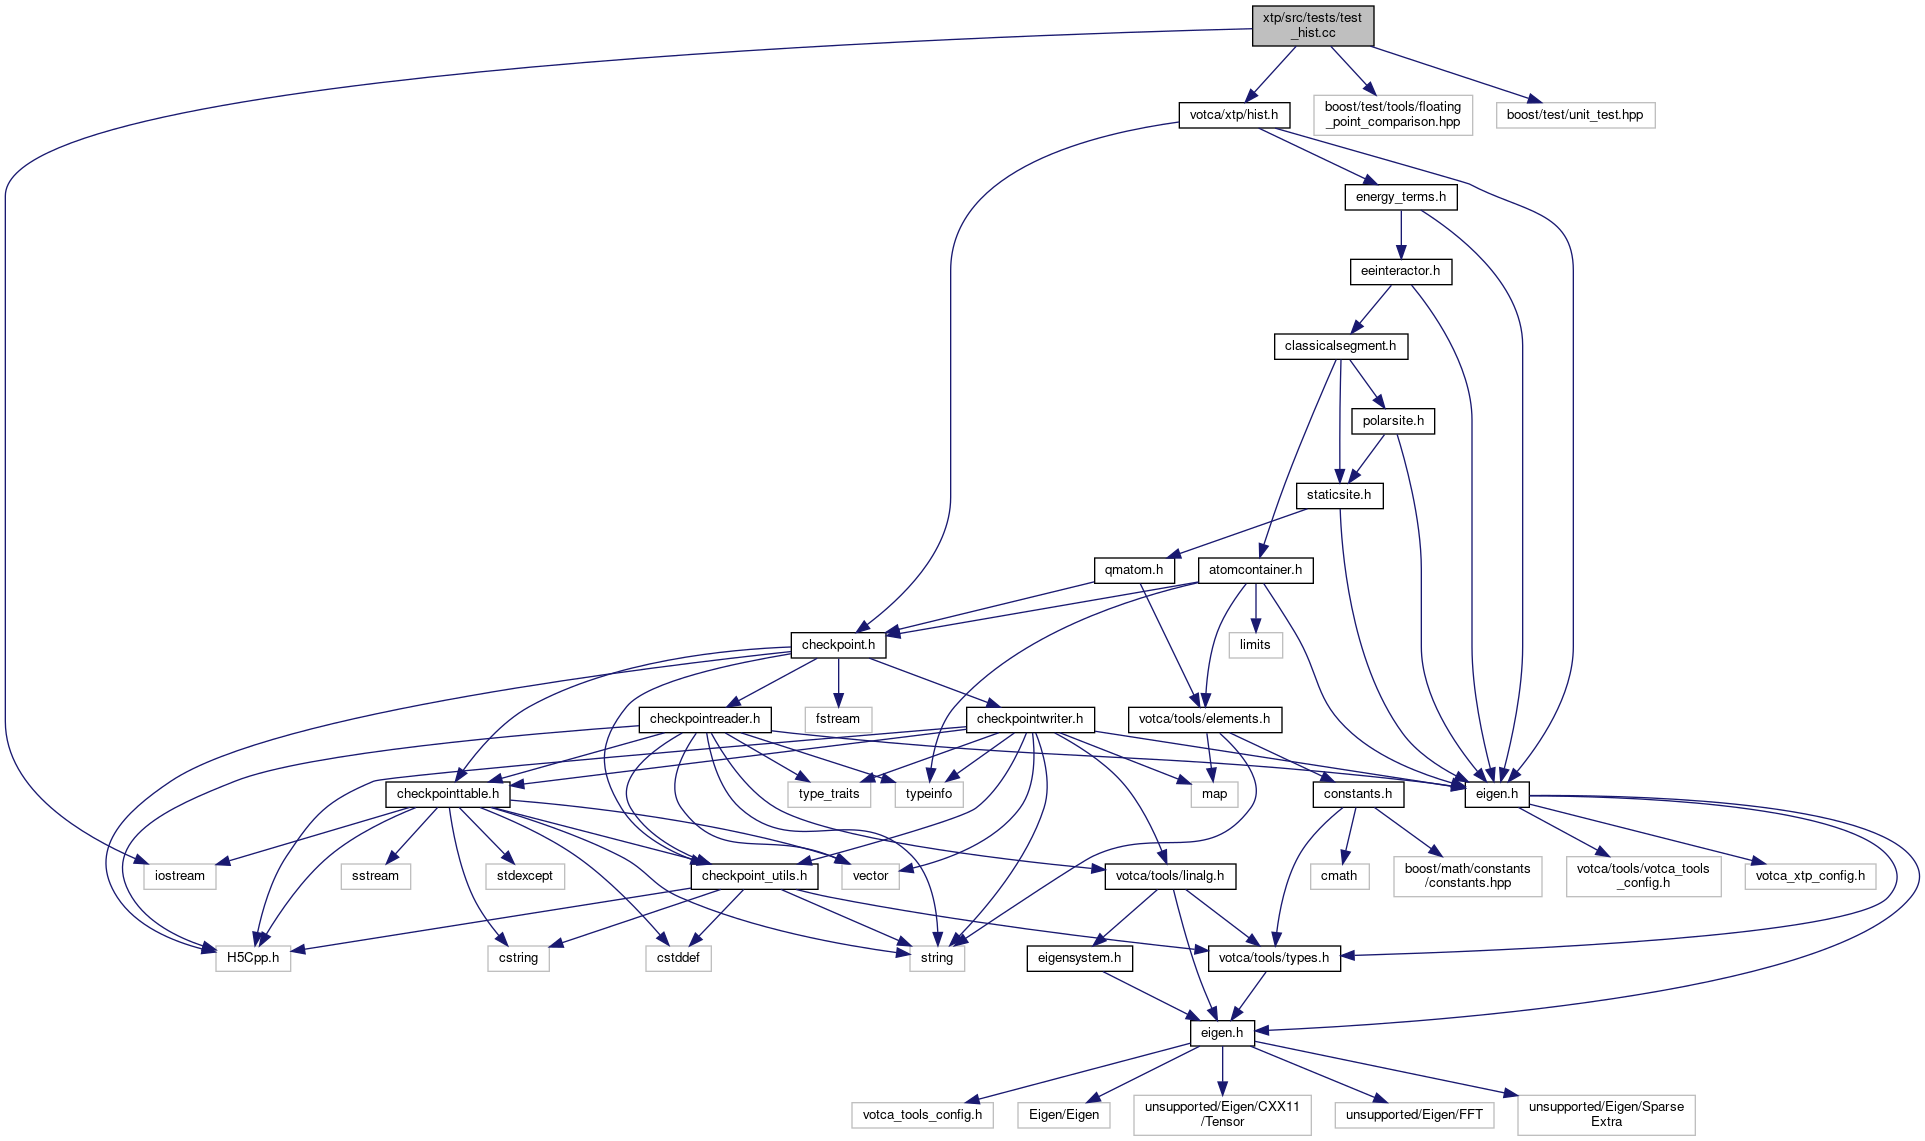 xtp/src/tests/test
_hist.cc
votca/xtp/hist.h
boost/test/tools/floating
_point_comparison.hpp
boost/test/unit_test.hpp
energy_terms.h
eeinteractor.h
classicalsegment.h
polarsite.h
staticsite.h
qmatom.h
atomcontainer.h
checkpoint.h
limits
checkpointreader.h
fstream
checkpointwriter.h
votca/tools/elements.h
checkpointtable.h
type_traits
typeinfo
map
constants.h
eigen.h
iostream
sstream
stdexcept
checkpoint_utils.h
vector
votca/tools/linalg.h
cmath
boost/math/constants
/constants.hpp
votca/tools/votca_tools
_config.h
votca_xtp_config.h
H5Cpp.h
cstring
cstddef
string
eigensystem.h
votca/tools/types.h
eigen.h
votca_tools_config.h
Eigen/Eigen
unsupported/Eigen/CXX11
/Tensor
unsupported/Eigen/FFT
unsupported/Eigen/Sparse
Extra